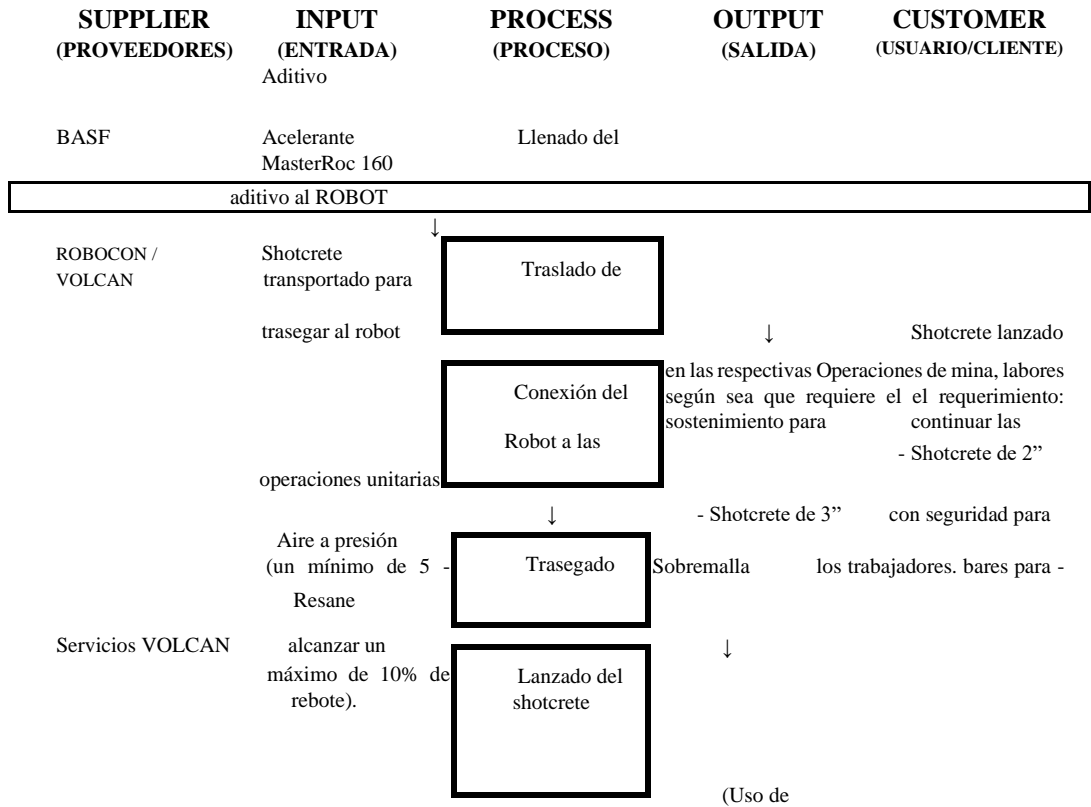 SUPPLIER INPUT PROCESS OUTPUT CUSTOMER
(PROVEEDORES) (ENTRADA) (PROCESO) (SALIDA) (USUARIO/CLIENTE)
Aditivo
BASF Acelerante Llenado del
MasterRoc 160
aditivo al ROBOT
↓
ROBOCON / Shotcrete
VOLCAN transportado para Traslado de
trasegar al robot ↓ Shotcrete lanzado
en las respectivas Operaciones de mina, labores
Conexión del según sea que requiere el el requerimiento:
sostenimiento para continuar las
Robot a las - Shotcrete de 2”
operaciones unitarias
↓ - Shotcrete de 3” con seguridad para
Aire a presión
(un mínimo de 5 - Trasegado Sobremalla los trabajadores. bares para -
Resane
Servicios VOLCAN alcanzar un ↓
máximo de 10% de Lanzado del
rebote). shotcrete
(Uso de